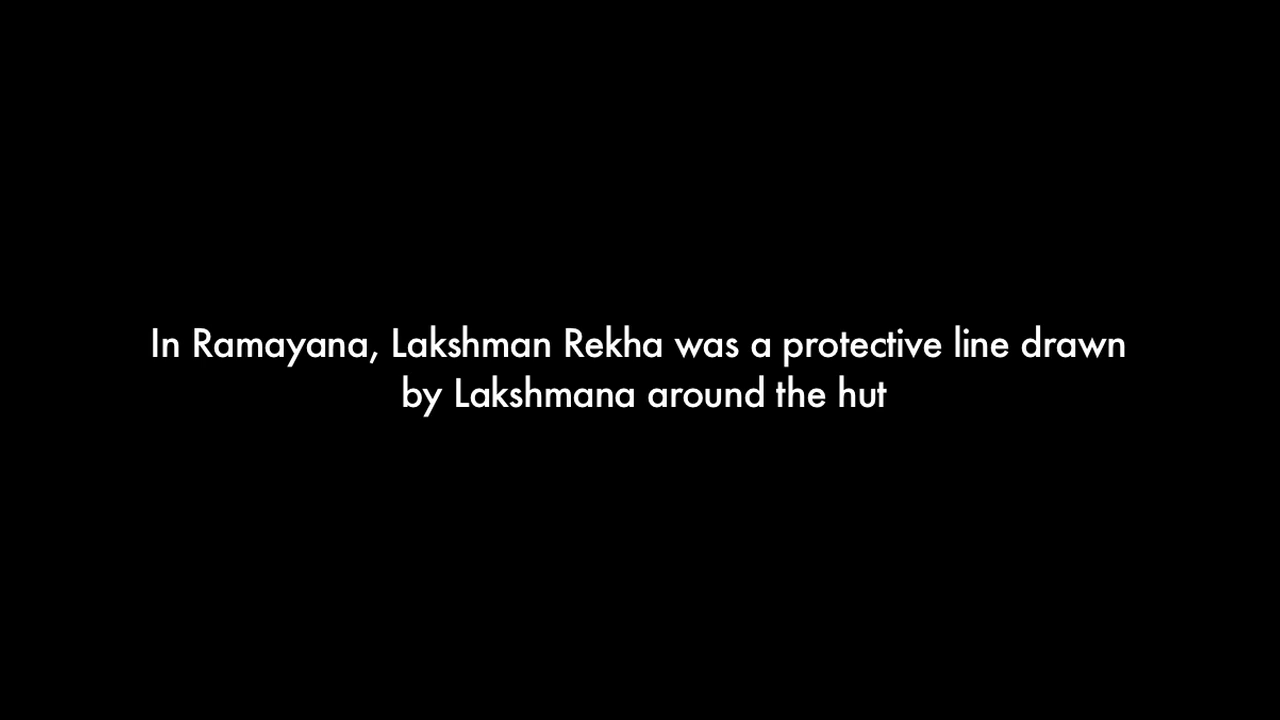 In Ramayana, Lakshman Rekha was a protective line drawn
by Lakshmana around the hut